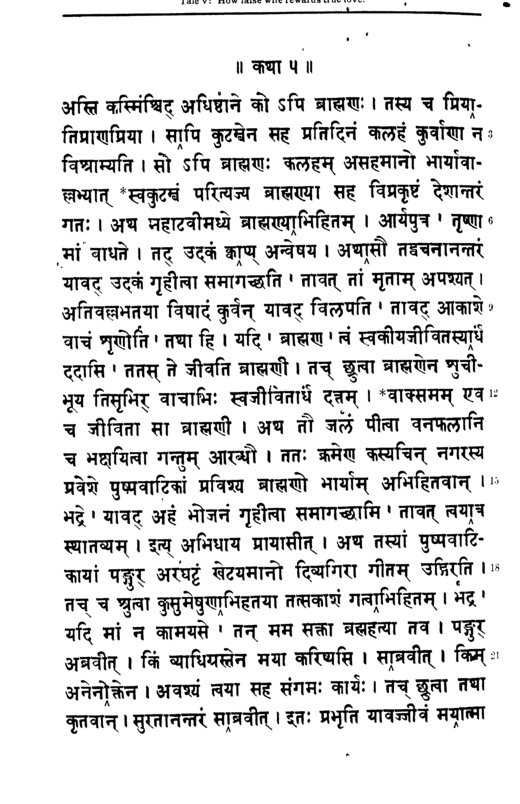 Tale v: How false wife rewards true love.
॥ कथा ५ ॥
अस्ति कस्मिंश्चिद् अधिष्ठाने को ऽपि ब्राह्मणः । तस्य च प्रिया-
तिप्राणप्रिया । सापि कुटुम्बेन सह प्रतिदिनं कलहं कुर्वाणा न 3
विश्राम्यति । सो ऽपि ब्राह्मणः कलहम् असहमानो भार्यावा-
ल्लभ्यात् *स्वकुटुम्बं परित्यज्य ब्राह्मण्या सह विप्रकृष्टं देशान्तरं
गतः । अथ महाटवीमध्ये ब्राह्मण्याभिहितम् । आर्यपुत्र ' तृष्णा 6
मां बाधते । तद् उदकं क्वाप्य् अन्वेषय । अथासौ तद्वचनानन्तरं
यावद् उदकं गृहीत्वा समागच्छति ' तावत् तां मृताम् अपश्यत् ।
अतिवल्लभतया विषादं कुर्वन् यावद् विलपति ' तावद् आकाशे 9
वाचं शृणोति ' तथा हि । यदि ' ब्राह्मण ' त्वं स्वकीयजीवितस्यार्धं
ददासि ' ततस् ते जीवति ब्राह्मणी । तच् छ्रुत्वा ब्राह्मणेन शुची-
भूय तिसृभिर् वाचाभिः स्वजीवितार्धं दत्तम् । *वाक्समम् एव 12
च जीविता सा ब्राह्मणी । अथ तौ जलं पीत्वा वनफलानि
च भक्षयित्वा गन्तुम् आरब्धौ । ततः क्रमेण कस्यचिन् नगरस्य
प्रवेशे पुष्पवाटिकां प्रविश्य ब्राह्मणो भार्याम् अभिहितवान् । 15
भद्रे ' यावद् अहं भोजनं गृहीत्वा समागच्छामि ' तावत् त्वयात्र
स्थातव्यम् । इत्य् अभिधाय प्रायासीत् । अथ तस्यां पुष्पवाटि-
कायां पङ्गुर् अरघट्टं खेटयमानो दिव्यगिरा गीतम् उद्गिरति । 18
तच् च श्रुत्वा कुसुमेषुणाभिहतया तत्सकाशं गत्वाभिहितम् । भद्र '
यदि मां न कामयसे ' तन् मम सक्ता ब्रह्महत्या तव । पङ्गुर्
अब्रवीत् । किं व्याधियस्तेन मया करिष्यसि । साब्रवीत् । किम् 21
अनेनोक्तेन । अवश्यं त्वया सह संगमः कार्यः । तच् छ्रुत्वा तथा
कृतवान् । सुरतानन्तरं साब्रवीत् । इतः प्रभृति यावज्जीवं मयात्मा